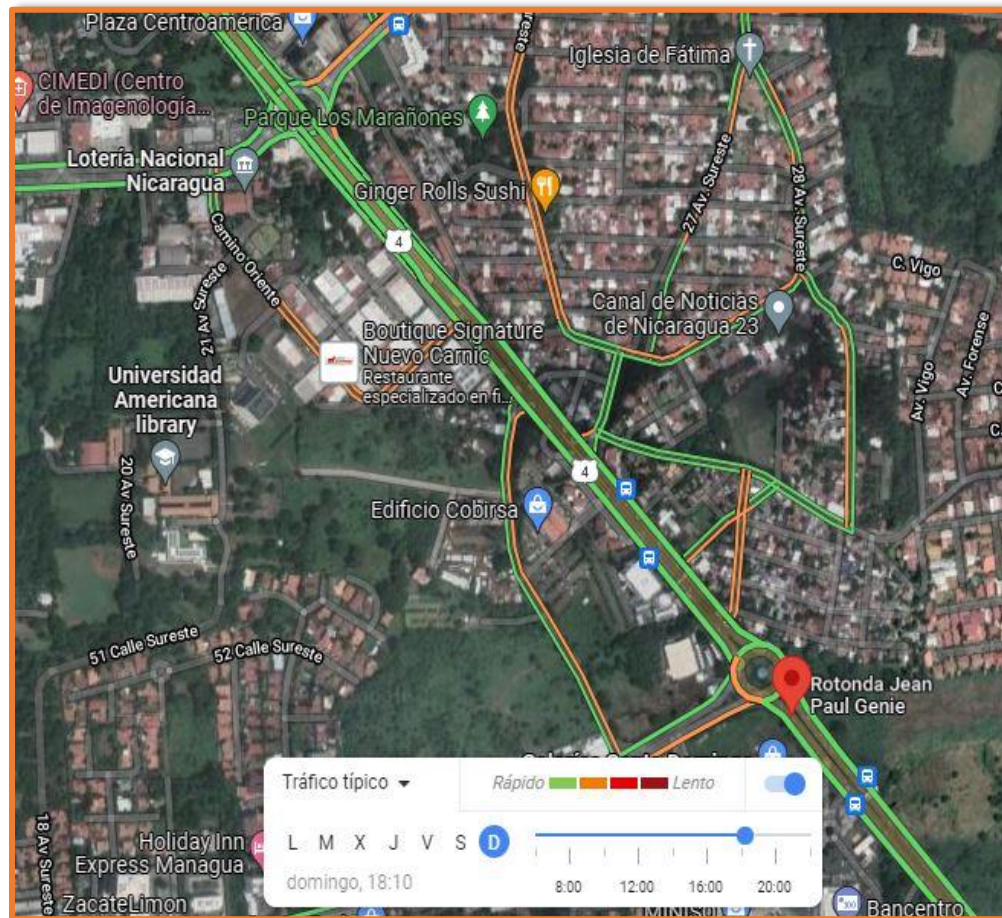 Plaza Centroamérica
Sureste
Iglesia de Fátima
CIMEDI (Centro
de Imagenología...
Parque Los Marañones
Lotería Nacional
Nicaragua
Ginger Rolls Sushi
27 Av. Sureste
28 Av. Sureste
4
Camino Oriente
21 Av Sureste
C. Vigo
Canal de Noticias
de Nicaragua 23
Av. Forense
Av. Vigo
Boutique Signature
Nuevo Carnic
Restaurante
especializado en fi...
Universidad
Americana
library
C.
C.
4
20 Av Sureste
Edificio Cobirsa
51 Calle Sureste
52 Calle Sureste
Rotonda Jean
Paul Genie
Tráfico típico
Rápido
Lento
L M X J V S D
domingo, 18:10
8:00 12:00 16:00 20:00
18 Av Sureste
Holiday Inn
Express Managua
ZacateLimon
Bancentro